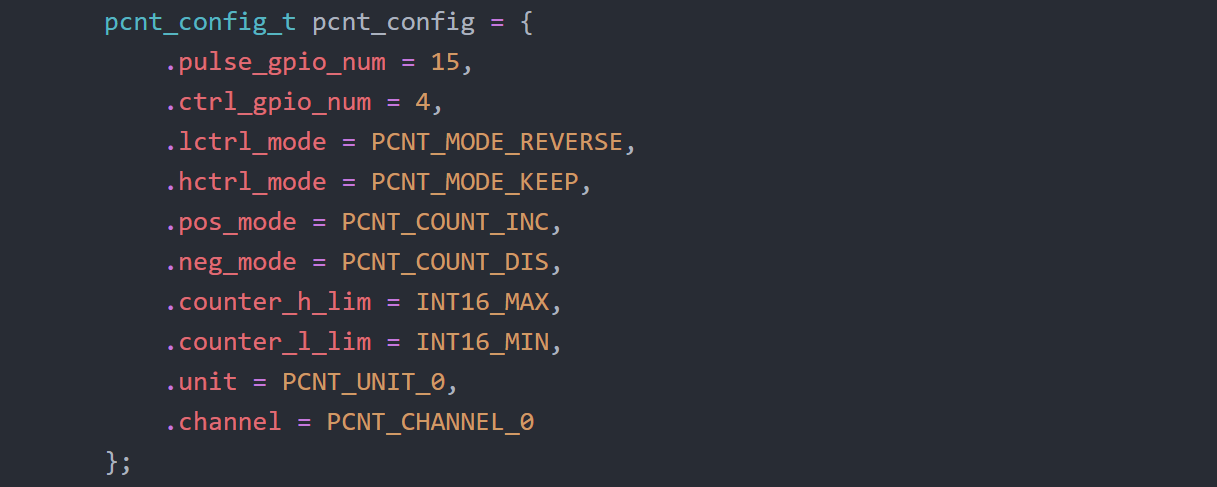 pcnt_config_t pcnt_config = {
    .pulse_gpio_num = 15,
    .ctrl_gpio_num = 4,
    .lctrl_mode = PCNT_MODE_REVERSE,
    .hctrl_mode = PCNT_MODE_KEEP,
    .pos_mode = PCNT_COUNT_INC,
    .neg_mode = PCNT_COUNT_DIS,
    .counter_h_lim = INT16_MAX,
    .counter_l_lim = INT16_MIN,
    .unit = PCNT_UNIT_0,
    .channel = PCNT_CHANNEL_0
};